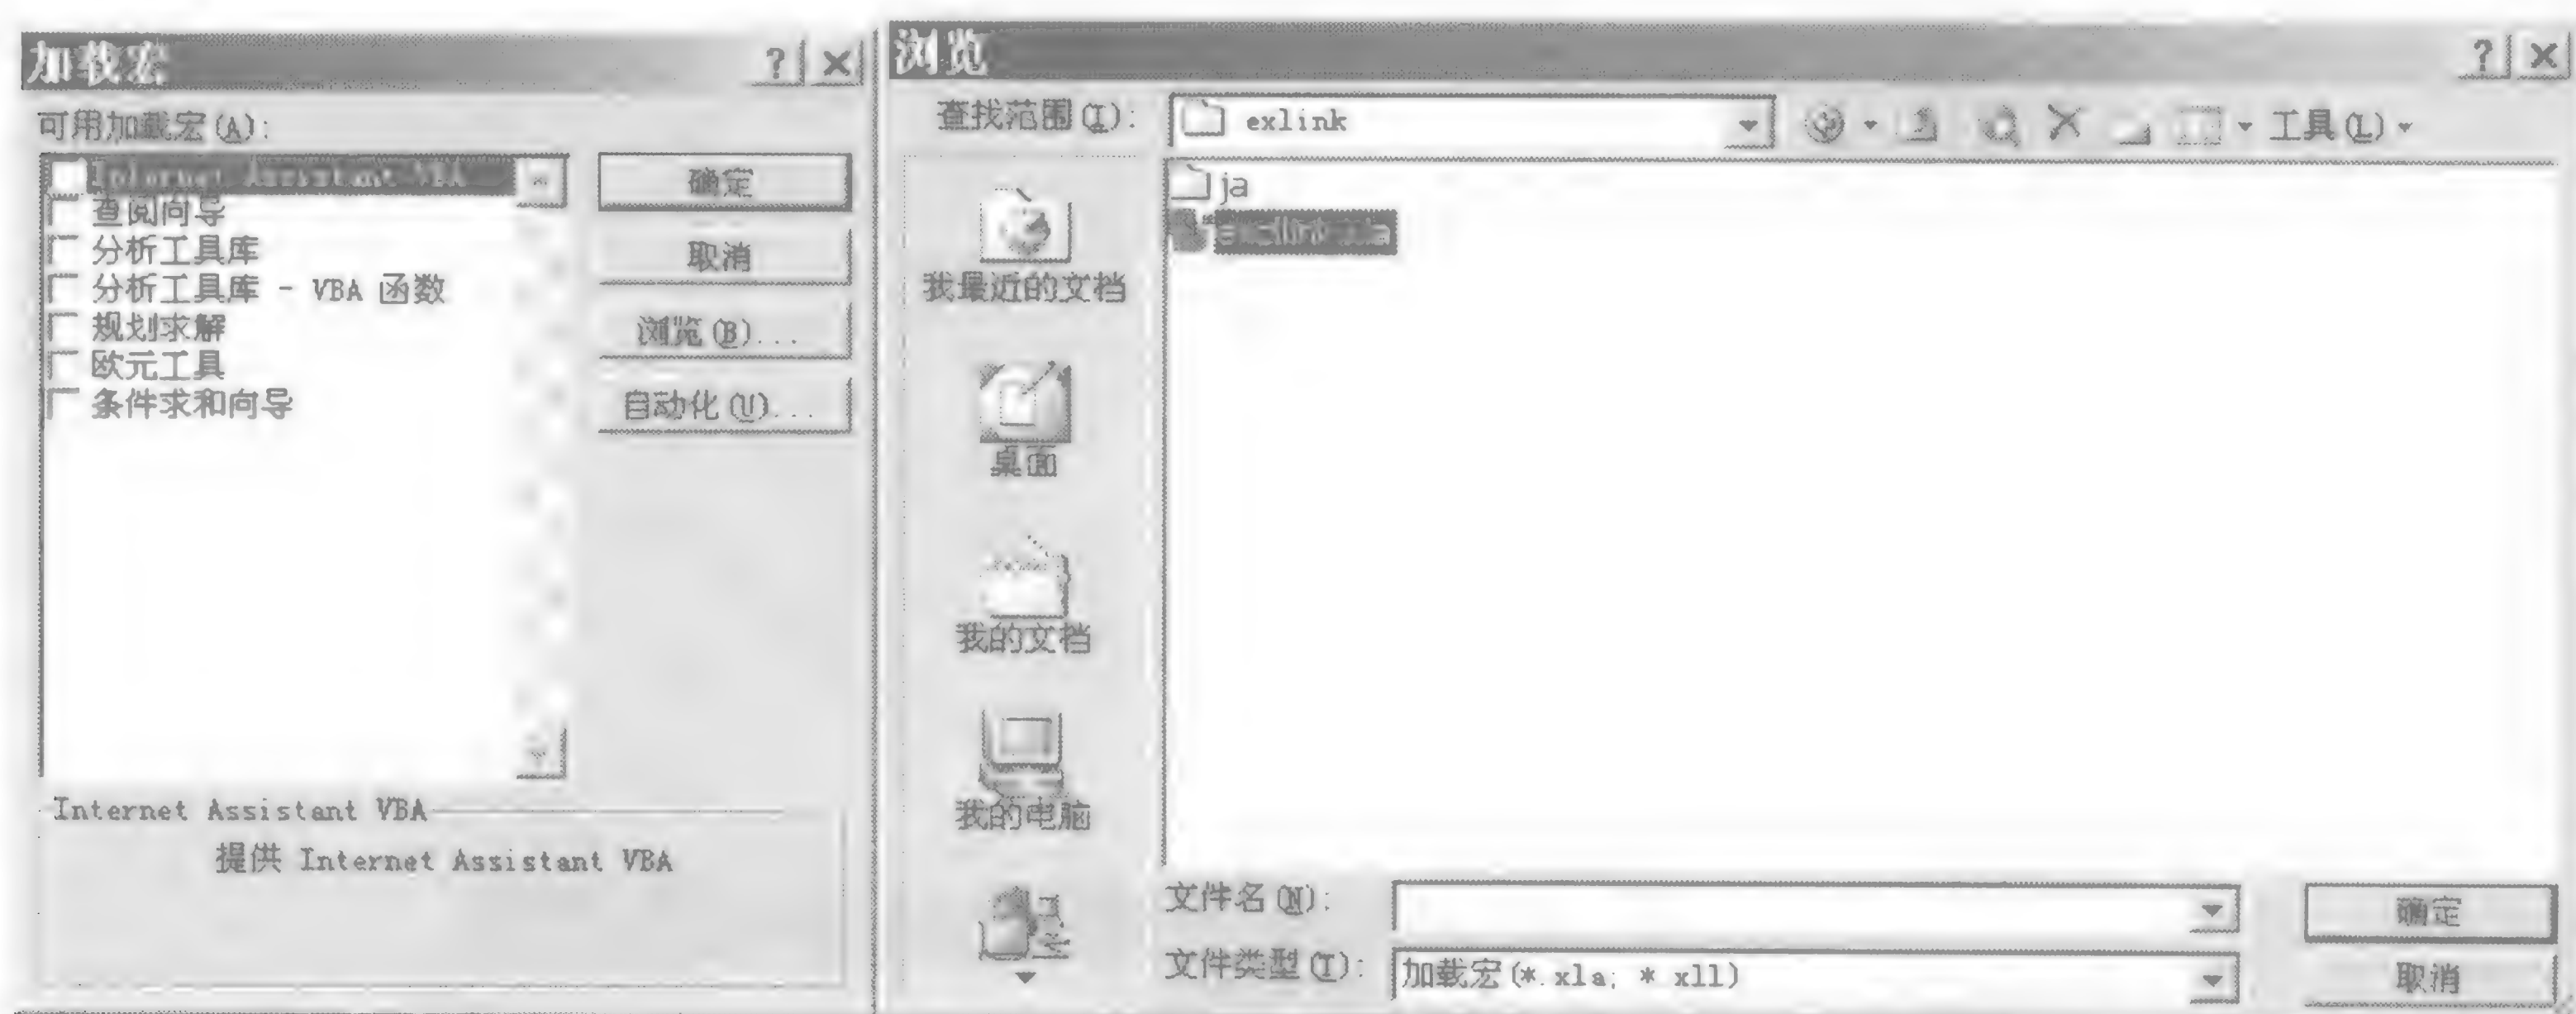 加载宏
可用加载宏(A):
Internet Assistant VBA
查阅向导
分析工具库
分析工具库 - VBA 函数
规划求解
欧元工具
条件求和向导
确定
取消
浏览(B)...
自动化(U)...
Internet Assistant VBA
提供 Internet Assistant VBA
浏览
查找范围(I):
exlink
工具(L)
我最近的文档
桌面
我的文档
我的电脑
ja
excllink.xla
文件名(N):
确定
文件类型(T):
加载宏(*.xla; *.xll)
取消